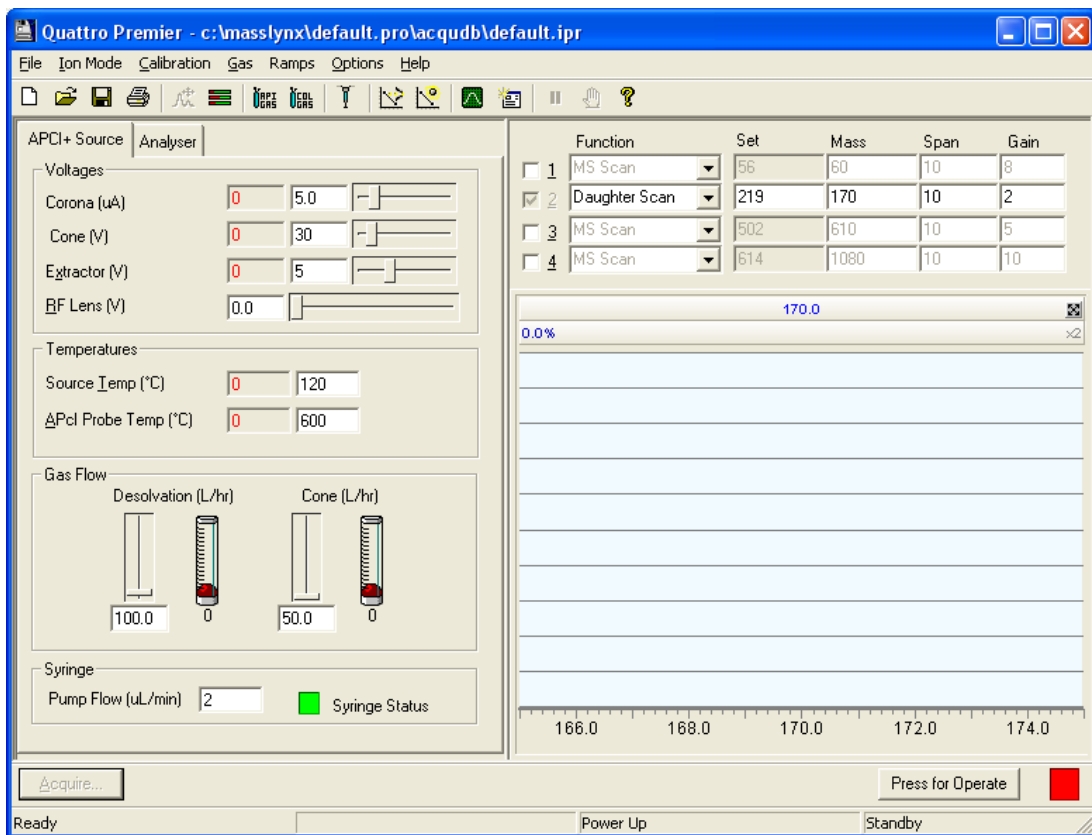 Quattro Premier - c:\masslynx\default.pro\acqudb\default.ipr
File Ion Mode Calibration Gas Ramps Options Help
API GAS COL GAS
APCI+ Source Analyser
Voltages
Corona (uA) 0 5.0
Cone (V) 0 30
Extractor (V) 0 5
RF Lens (V) 0.0
Temperatures
Source Temp (°C) 0 120
APcI Probe Temp (°C) 0 600
Gas Flow
Desolvation (L/hr) Cone (L/hr)
100.0 0 50.0 0
Syringe
Pump Flow (uL/min) 2 Syringe Status
Function Set Mass Span Gain
1 MS Scan 56 60 10 8
2 Daughter Scan 219 170 10 2
3 MS Scan 502 610 10 5
4 MS Scan 614 1080 10 10
170.0
0.0% x2
166.0 168.0 170.0 172.0 174.0
Acquire... Press for Operate
Ready Power Up Standby